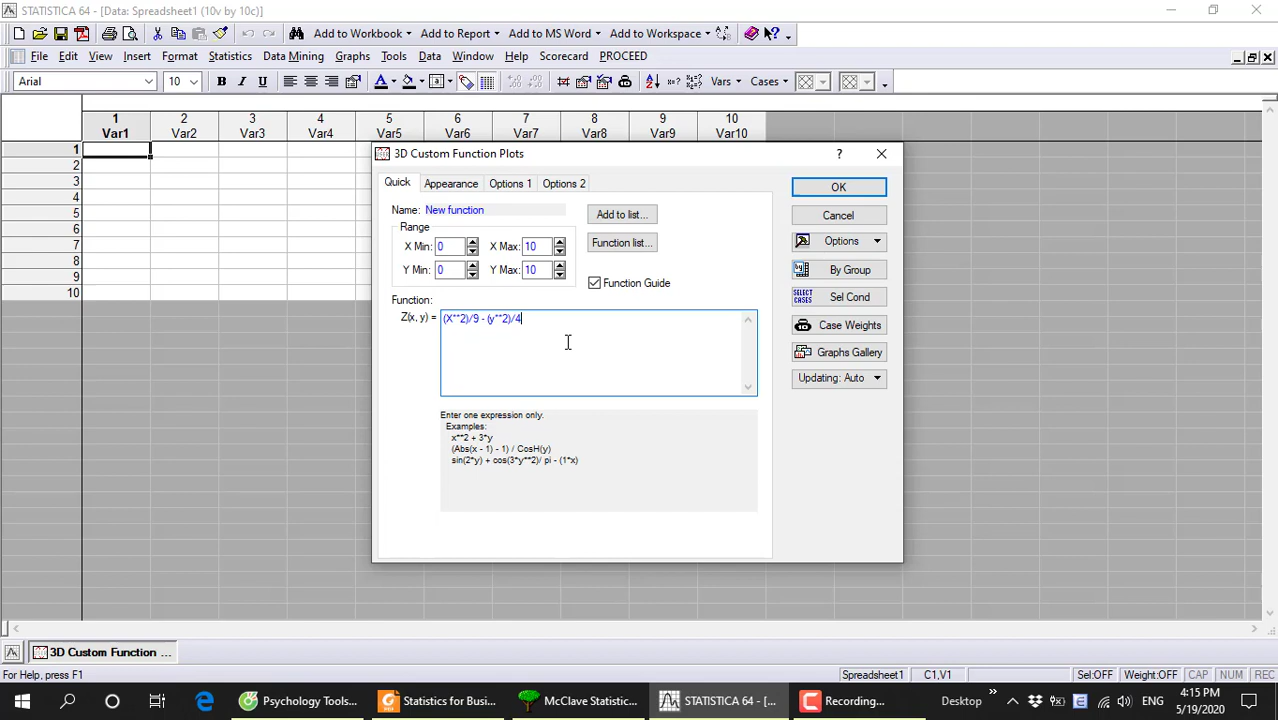 STATISTICA 64 - [Data: Spreadsheet1 (10v by 10c)]
Add to Workbook Add to Report Add to MS Word Add to Workspace
File Edit View Insert Format Statistics Data Mining Graphs Tools Data Window Help Scorecard PROCEED
Arial 10 B I U A Vars Cases
1 2 3 4 5 6 7 8 9 10
Var1 Var2 Var3 Var4 Var5 Var6 Var7 Var8 Var9 Var10
1
2
3
4
5
6
7
8
9
10
3D Custom Function Plots ?
Quick Appearance Options 1 Options 2
Name: New function
Add to list...
Range
X Min: 0 X Max: 10
Function list...
Y Min: 0 Y Max: 10
Function Guide
Function:
Z(x, y) = (X**2)/9 - (y**2)/4
Enter one expression only.
Examples:
x**2 + 3*y
(Abs(x - 1) - 1) / CosH(y)
sin(2*y) + cos(3*y**2)/ pi - (1*x)
OK
Cancel
Options
By Group
SELECT CASES Sel Cond
Case Weights
Graphs Gallery
Updating: Auto
3D Custom Function ...
For Help, press F1
Spreadsheet1 C1,V1 Sel:OFF Weight:OFF CAP NUM REC
Psychology Tools... Statistics for Bus... McClave Statistic... STATISTICA 64 - [... Recording... Desktop » ENG
4:15 PM
5/19/2020